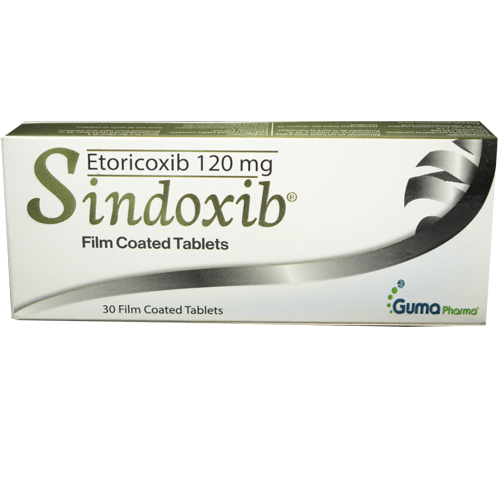 Etoricoxib 120 mg
Sindoxib®
Film Coated Tablets
30 Film Coated Tablets
Guma Pharma